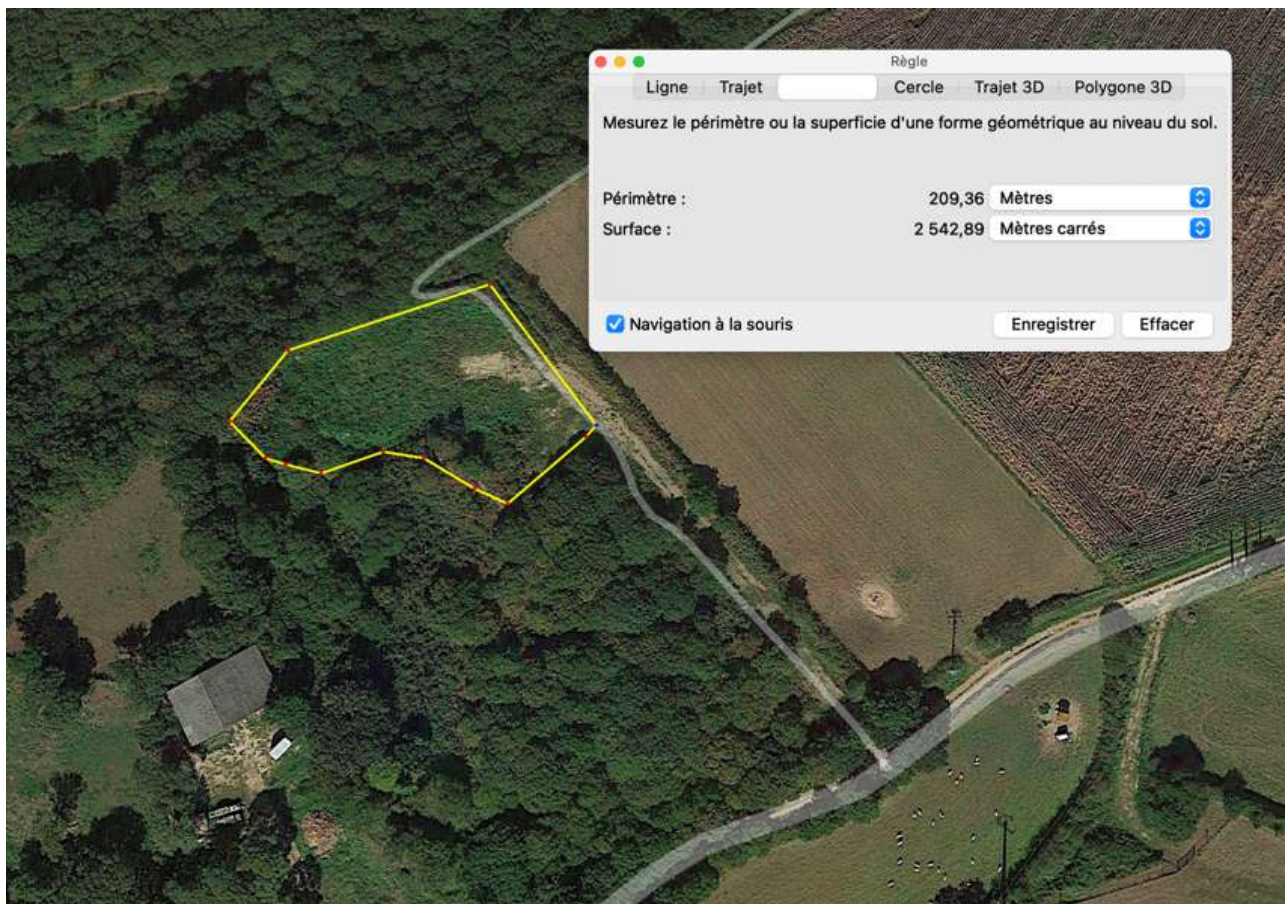 Règle
Ligne Trajet Cercle Trajet 3D Polygone 3D
Mesurez le périmètre ou la superficie d'une forme géométrique au niveau du sol.
Périmètre : 209,36 Mètres
Surface : 2 542,89 Mètres carrés
Navigation à la souris Enregistrer Effacer